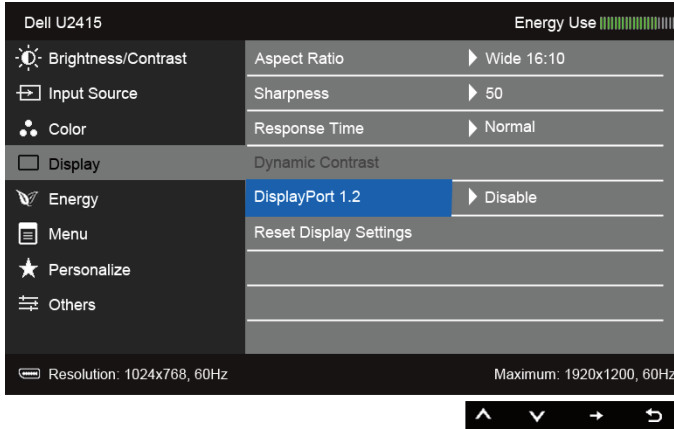 Dell U2415 Energy Use
Brightness/Contrast Aspect Ratio Wide 16:10
Input Source Sharpness 50
Color Response Time Normal
Display Dynamic Contrast
Energy DisplayPort 1.2 Disable
Menu Reset Display Settings
Personalize
Others
Resolution: 1024x768, 60Hz Maximum: 1920x1200, 60Hz